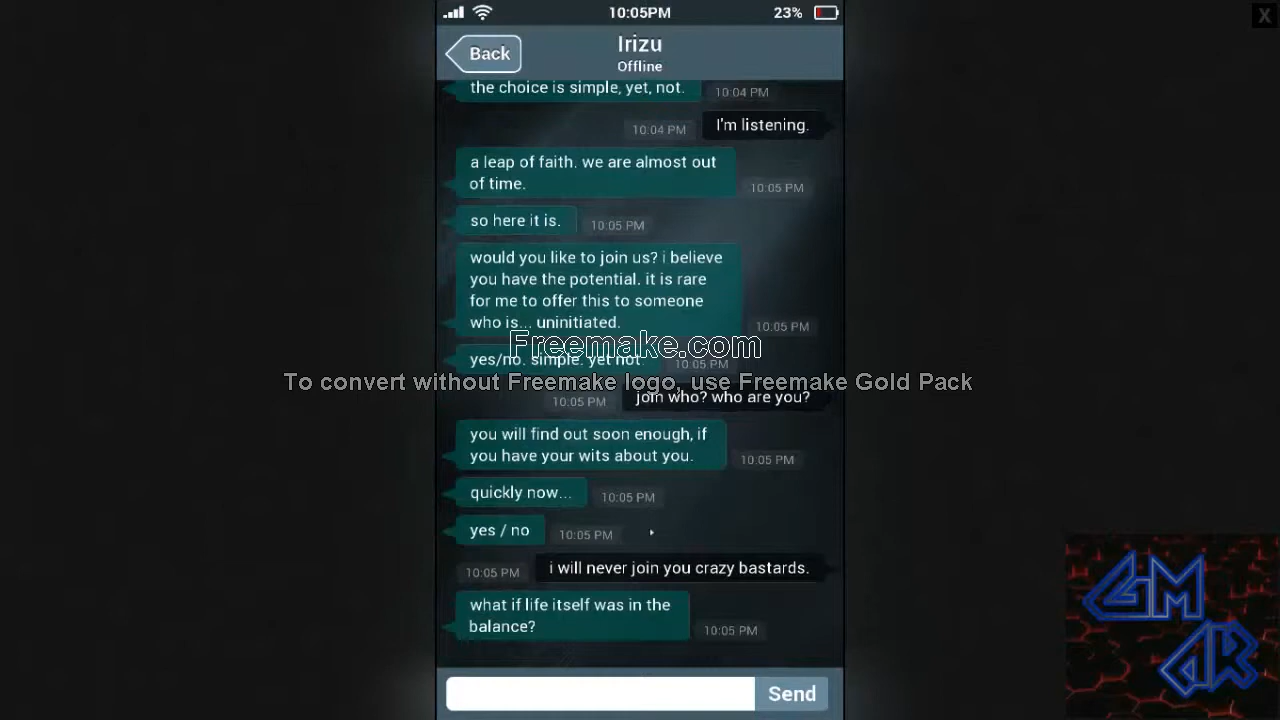 10:05PM
23%
X
Back
Irizu
Offline
the choice is simple, yet, not.
10:04 PM
10:04 PM
I'm listening.
a leap of faith. we are almost out
of time.
10:05 PM
so here it is.
10:05 PM
would you like to join us? i believe
you have the potential. it is rare
for me to offer this to someone
who is... uninitiated.
10:05 PM
Freemake.com
yes/no. simple. yet not.
10:05 PM
To convert without Freemake logo, use Freemake Gold Pack
10:05 PM
join who? who are you?
you will find out soon enough, if
you have your wits about you.
10:05 PM
quickly now...
10:05 PM
yes / no
10:05 PM
10:05 PM
i will never join you crazy bastards.
what if life itself was in the
balance?
10:05 PM
Send